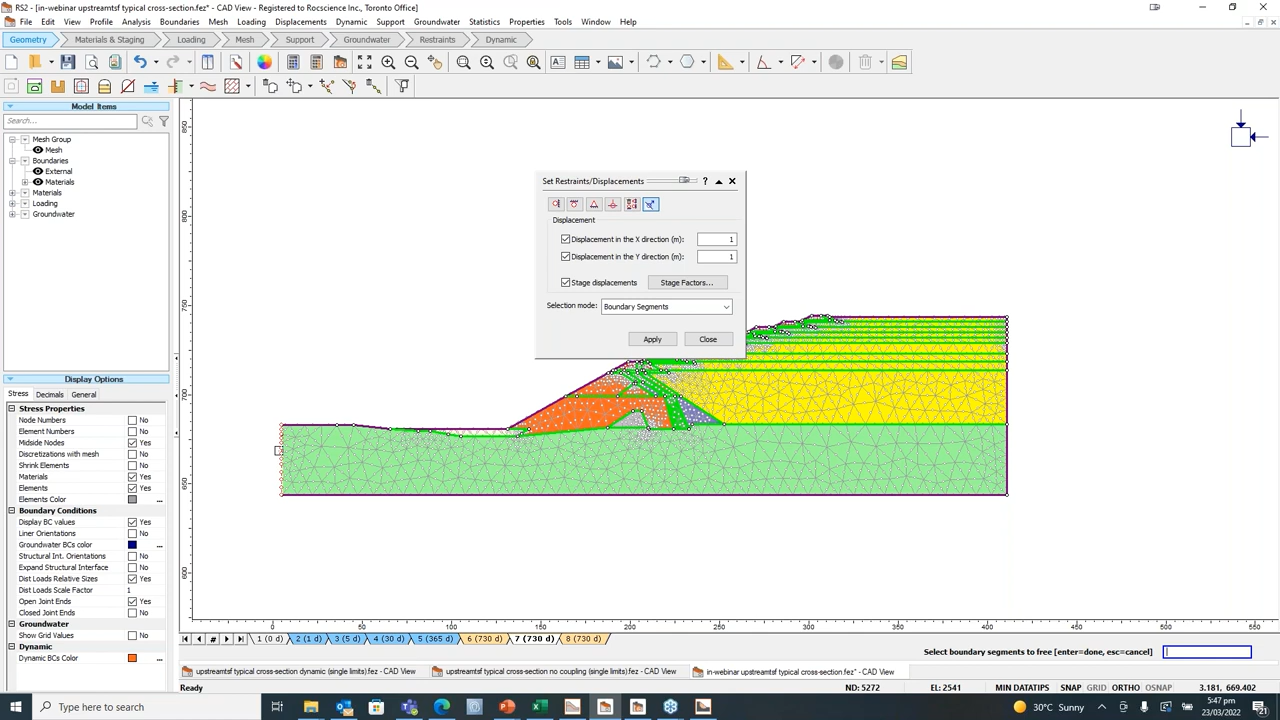 RS2 - [in-webinar upstreamtsf typical cross-section.fez* - CAD View - Registered to Rocscience Inc., Toronto Office]
File Edit View Profile Analysis Boundaries Mesh Loading Displacements Dynamic Support Groundwater Statistics Properties Tools Window Help
Geometry Materials & Staging Loading Mesh Support Groundwater Restraints Dynamic
Model Items
Search...
Mesh Group
Mesh
Boundaries
External
Materials
Materials
Loading
Groundwater
Set Restraints/Displacements
Displacement
Displacement in the X direction (m): 1
Displacement in the Y direction (m): 1
Stage displacements Stage Factors...
Selection mode: Boundary Segments
Apply Close
850
800
750
700
650
600
Display Options
Stress Decimals General
Stress Properties
Node Numbers No
Element Numbers No
Midside Nodes Yes
Discretizations with mesh No
Shrink Elements No
Materials Yes
Elements Yes
Elements Color ...
Boundary Conditions
Display BC values Yes
Liner Orientations No
Groundwater BCs color ...
Structural Int. Orientations No
Expand Structural Interface No
Dist Loads Relative Sizes Yes
Dist Loads Scale Factor 1
Open Joint Ends Yes
Closed Joint Ends No
Groundwater
Show Grid Values No
Dynamic
Dynamic BCs Color ...
0 50 100 150 200 250 300 350 400 450 500 550
# 1 (0 d) 2 (1 d) 3 (5 d) 4 (30 d) 5 (365 d) 6 (730 d) 7 (730 d) 8 (730 d)
Select boundary segments to free [enter=done, esc=cancel]
upstreamtsf typical cross-section dynamic (single limits).fez - CAD View upstreamtsf typical cross-section no coupling (single limits).fez - CAD View in-webinar upstreamtsf typical cross-section.fez* - CAD View
Ready ND: 5272 EL: 2541 MIN DATATIPS SNAP GRID ORTHO OSNAP 3.181, 669.402
Type here to search
30°C Sunny
5:47 pm
23/03/2022
21